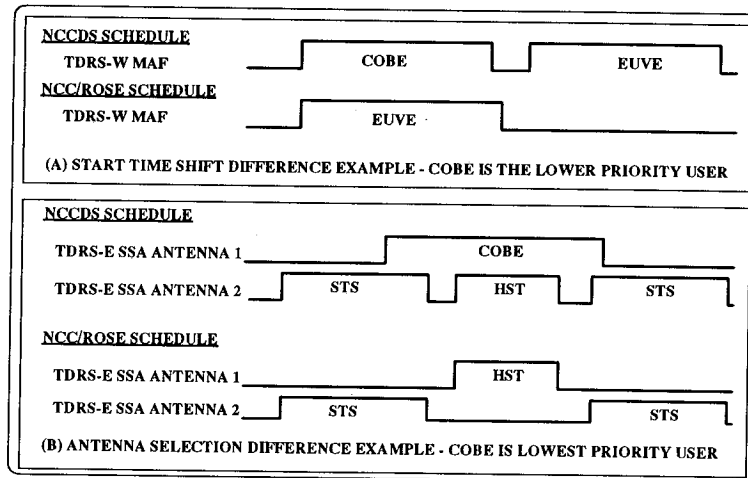 NCCDS SCHEDULE
TDRS-W MAF COBE EUVE
NCC/ROSE SCHEDULE
TDRS-W MAF EUVE
(A) START TIME SHIFT DIFFERENCE EXAMPLE - COBE IS THE LOWER PRIORITY USER
NCCDS SCHEDULE
TDRS-E SSA ANTENNA 1 COBE
TDRS-E SSA ANTENNA 2 STS HST STS
NCC/ROSE SCHEDULE
TDRS-E SSA ANTENNA 1 HST
TDRS-E SSA ANTENNA 2 STS STS
(B) ANTENNA SELECTION DIFFERENCE EXAMPLE - COBE IS LOWEST PRIORITY USER